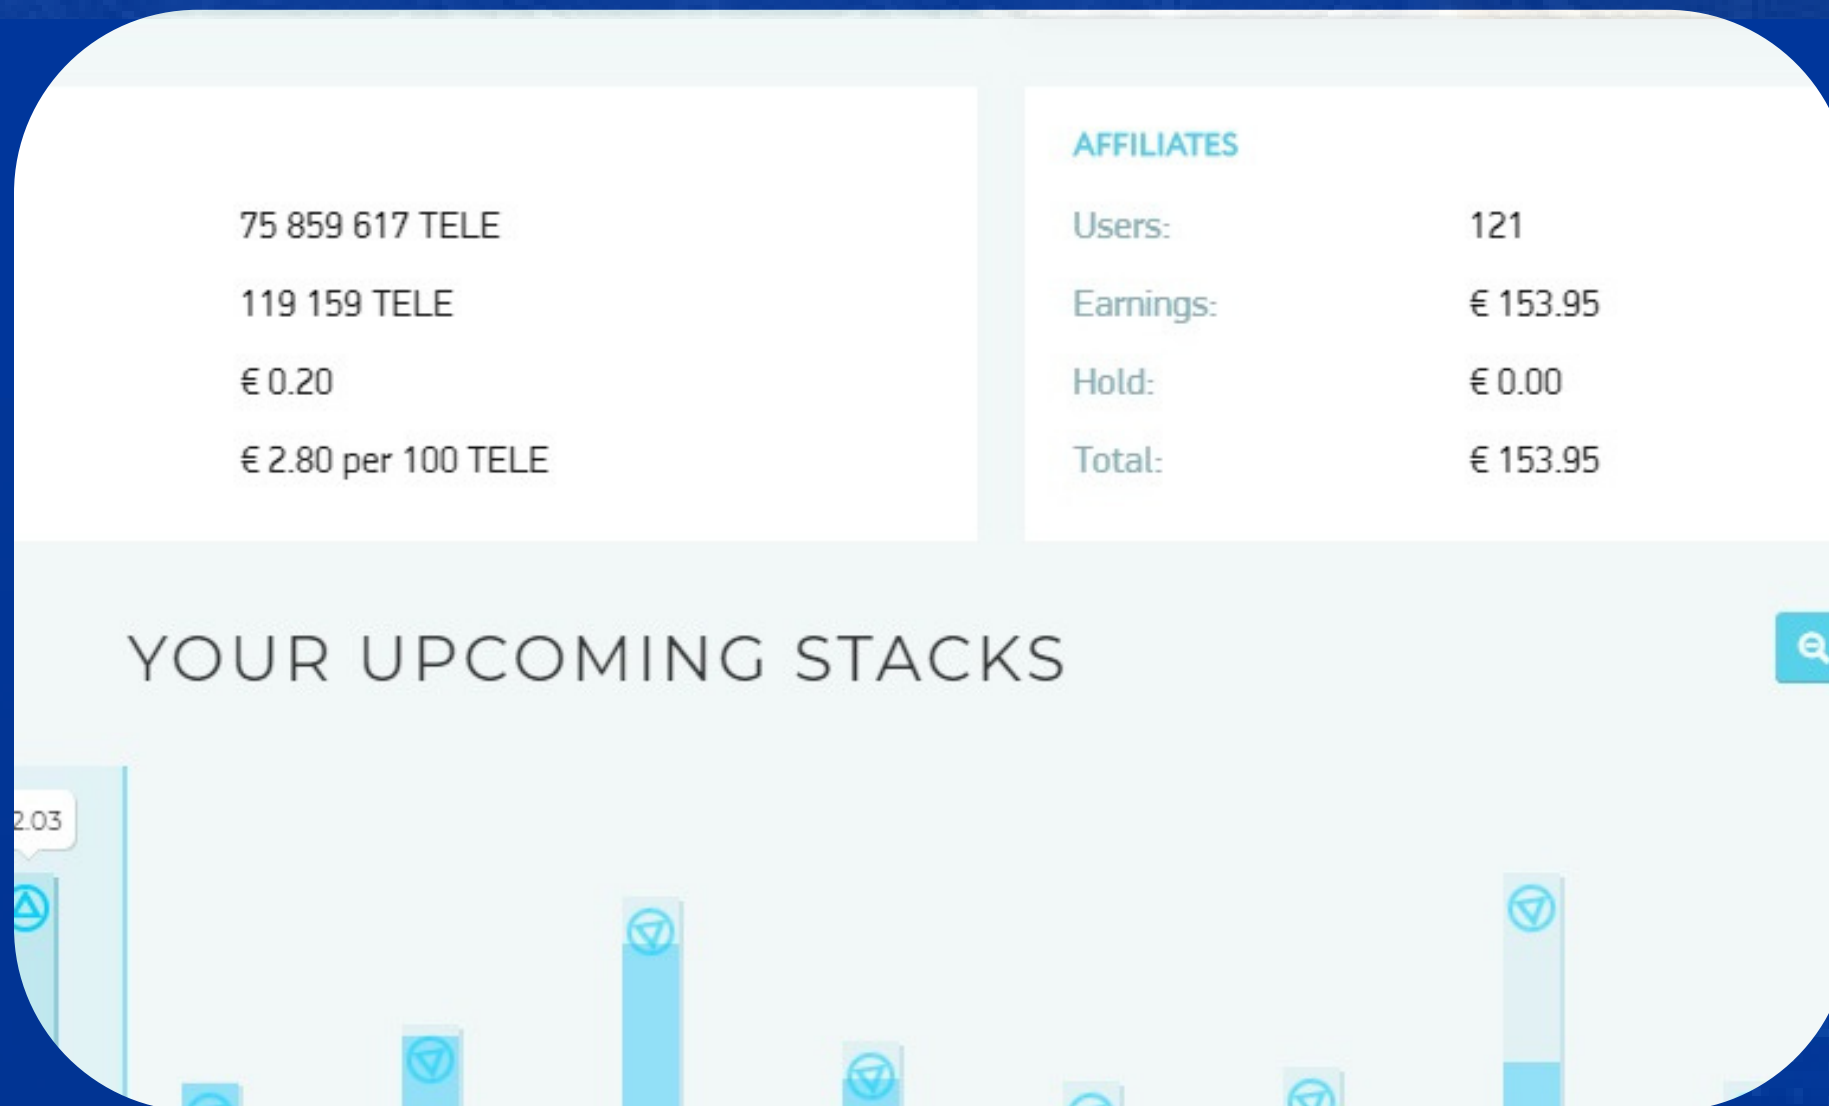 75 859 617 TELE
119 159 TELE
€ 0.20
€ 2.80 per 100 TELE
AFFILIATES
Users: 121
Earnings: € 153.95
Hold: € 0.00
Total: € 153.95
YOUR UPCOMING STACKS
2.03